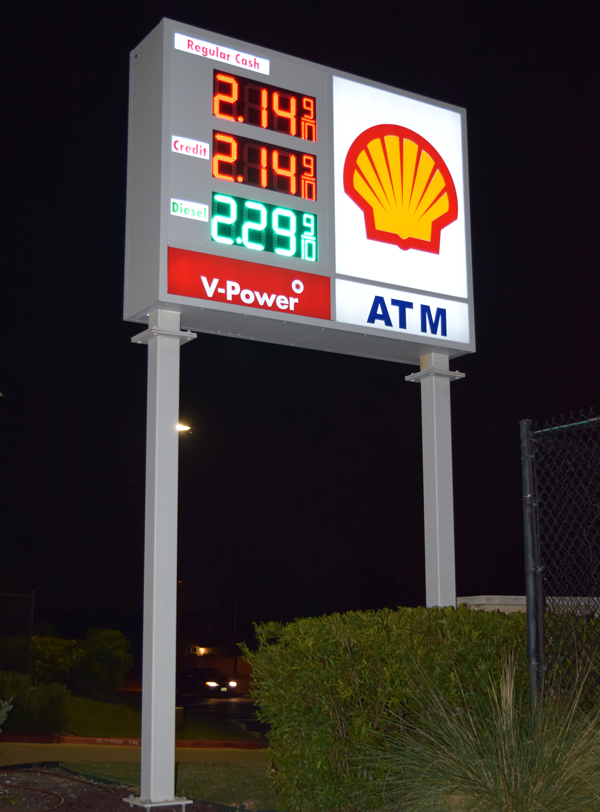 Regular Cash
2.14 9/10
Credit
2.14 9/10
Diesel
2.29 9/10
V-Power
ATM